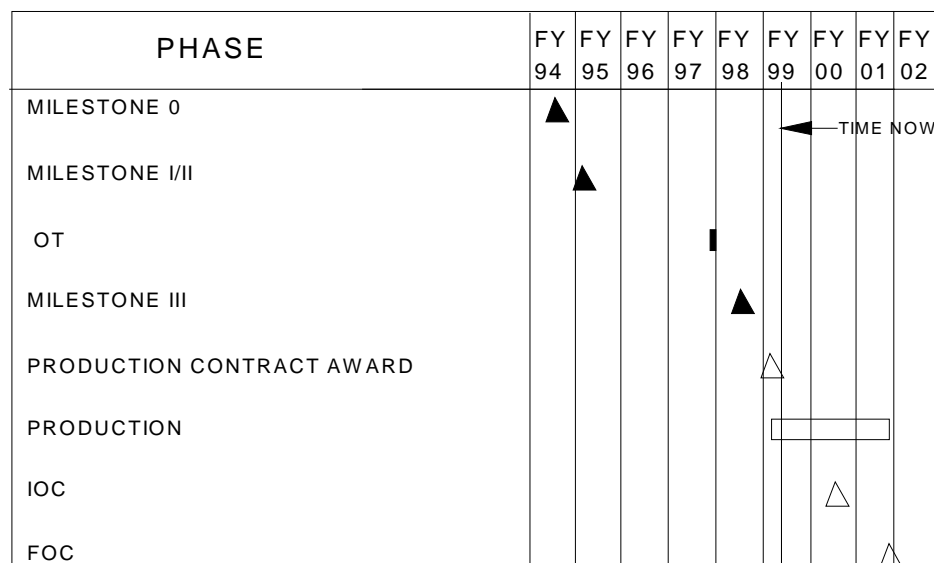 PHASE
FY FY FY FY FY FY FY FY FY
94 95 96 97 98 99 00 01 02
MILESTONE 0
TIME NOW
MILESTONE I/II
OT
MILESTONE III
PRODUCTION CONTRACT AWARD
PRODUCTION
IOC
FOC